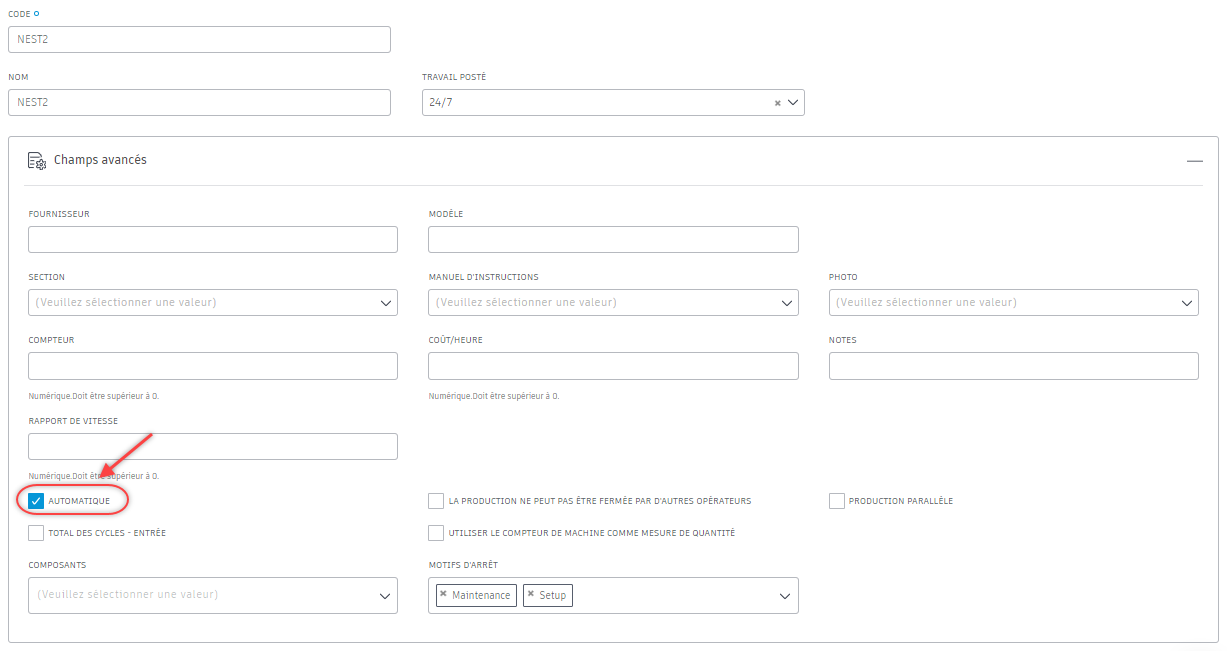 CODE
NEST2
NOM
TRAVAIL POSTÉ
NEST2
24/7
Champs avancés
FOURNISSEUR
MODÈLE
SECTION
MANUEL D'INSTRUCTIONS
PHOTO
(Veuillez sélectionner une valeur)
(Veuillez sélectionner une valeur)
(Veuillez sélectionner une valeur)
COMPTEUR
COÛT/HEURE
NOTES
Numérique.Doit être supérieur à 0.
Numérique.Doit être supérieur à 0.
RAPPORT DE VITESSE
Numérique.Doit être supérieur à 0.
AUTOMATIQUE
LA PRODUCTION NE PEUT PAS ÊTRE FERMÉE PAR D'AUTRES OPÉRATEURS
PRODUCTION PARALLÈLE
TOTAL DES CYCLES - ENTRÉE
UTILISER LE COMPTEUR DE MACHINE COMME MESURE DE QUANTITÉ
COMPOSANTS
MOTIFS D'ARRÊT
(Veuillez sélectionner une valeur)
Maintenance
Setup